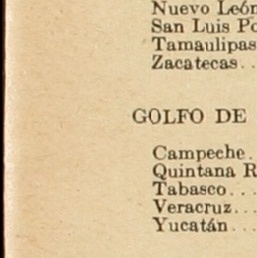 Nuevo León
San Luis Po
Tamaulipas
Zacatecas..
GOLFO DE
Campeche.
Quintana R
Tabasco...
Veracruz...
Yucatán...